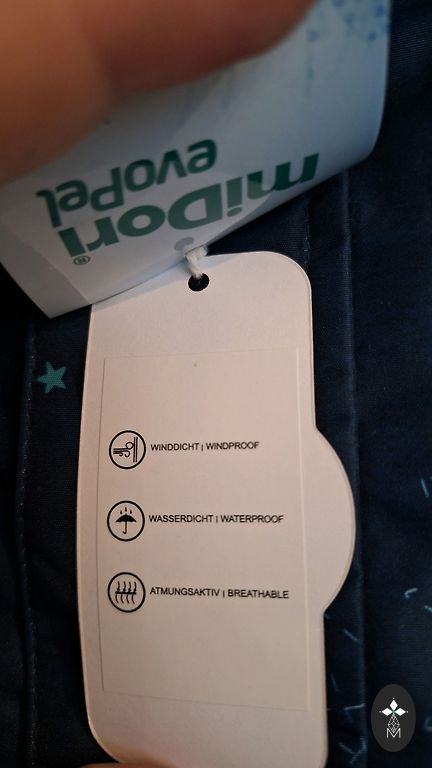 miDori®
evoPel
WINDDICHT | WINDPROOF
WASSERDICHT | WATERPROOF
ATMUNGSAKTIV | BREATHABLE
M